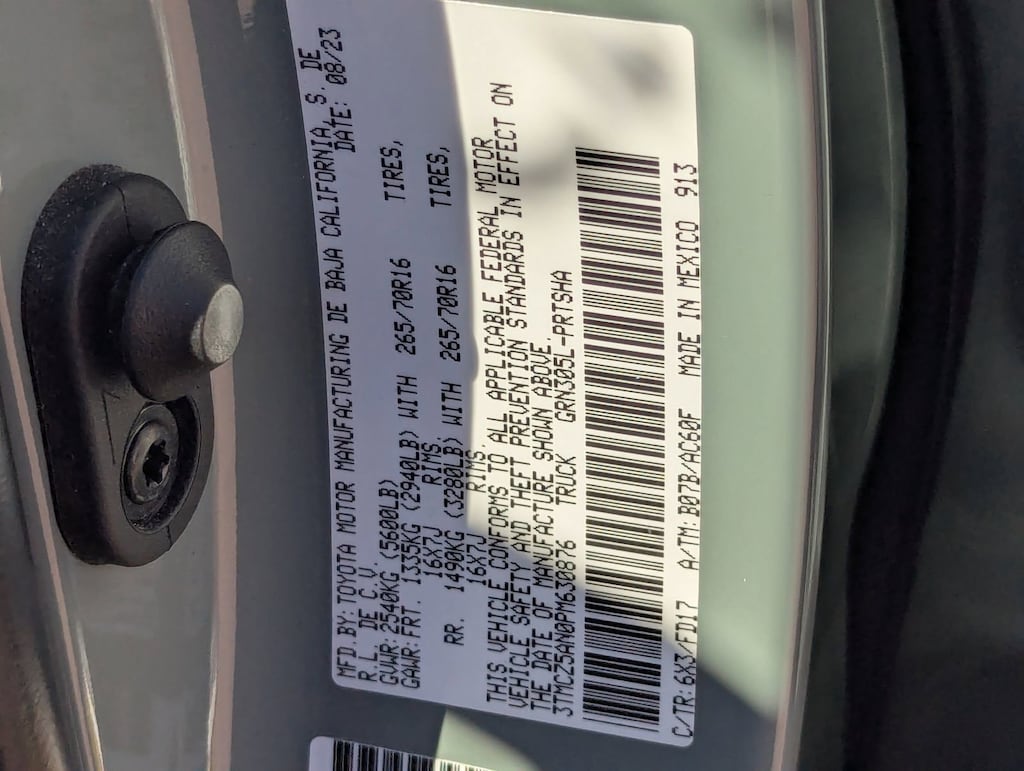 MFD.BY:TOYOTA MOTOR MANUFACTURING DE BAJA CALIFORNIA, S. DE
R.L. DE C.V. DATE: 08/23
GVWR:2540KG (5600LB)
GAWR:FRT. 1335KG (2940LB) WITH 265/70R16 TIRES,
16X7J RIMS.
RR. 1490KG (3280LB) WITH 265/70R16 TIRES,
16X7J RIMS.
THIS VEHICLE CONFORMS TO ALL APPLICABLE FEDERAL MOTOR
VEHICLE SAFETY AND THEFT PREVENTION STANDARDS IN EFFECT ON
THE DATE OF MANUFACTURE SHOWN ABOVE.
3TMCZ5AN0PM630876 TRUCK GRN305L-PRTSHA
C/TR:6X3/FD17 A/TM:B07B/AC60F MADE IN MEXICO 913